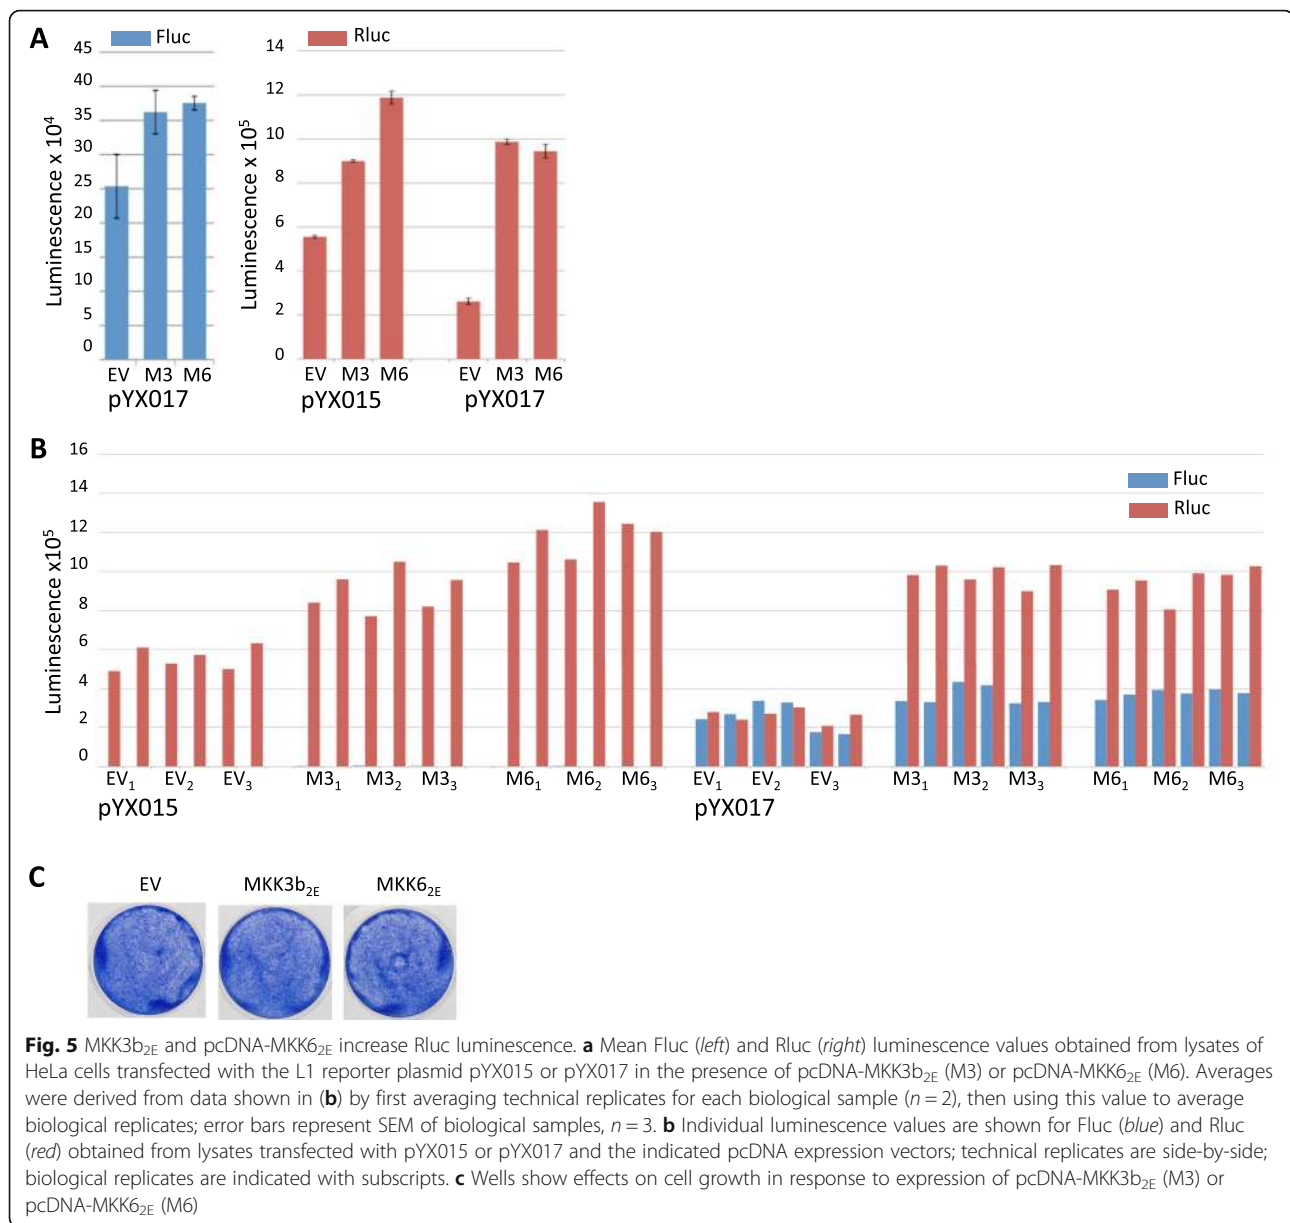 A
Fluc
Rluc
45
40
35
30
25
20
15
10
5
0
Luminescence x 10⁴
EV M3 M6
pYX017
14
12
10
8
6
4
2
0
Luminescence x 10⁵
EV M3 M6
pYX015
EV M3 M6
pYX017
B
Fluc
Rluc
16
14
12
10
8
6
4
2
0
Luminescence x10⁵
EV₁ EV₂ EV₃ M3₁ M3₂ M3₃ M6₁ M6₂ M6₃ EV₁ EV₂ EV₃ M3₁ M3₂ M3₃ M6₁ M6₂ M6₃
pYX015 pYX017
C
EV MKK3b₂E MKK6₂E
Fig. 5 MKK3b₂E and pcDNA-MKK6₂E increase Rluc luminescence. a Mean Fluc (left) and Rluc (right) luminescence values obtained from lysates of
HeLa cells transfected with the L1 reporter plasmid pYX015 or pYX017 in the presence of pcDNA-MKK3b₂E (M3) or pcDNA-MKK6₂E (M6). Averages
were derived from data shown in (b) by first averaging technical replicates for each biological sample (n = 2), then using this value to average
biological replicates; error bars represent SEM of biological samples, n = 3. b Individual luminescence values are shown for Fluc (blue) and Rluc
(red) obtained from lysates transfected with pYX015 or pYX017 and the indicated pcDNA expression vectors; technical replicates are side-by-side;
biological replicates are indicated with subscripts. c Wells show effects on cell growth in response to expression of pcDNA-MKK3b₂E (M3) or
pcDNA-MKK6₂E (M6)